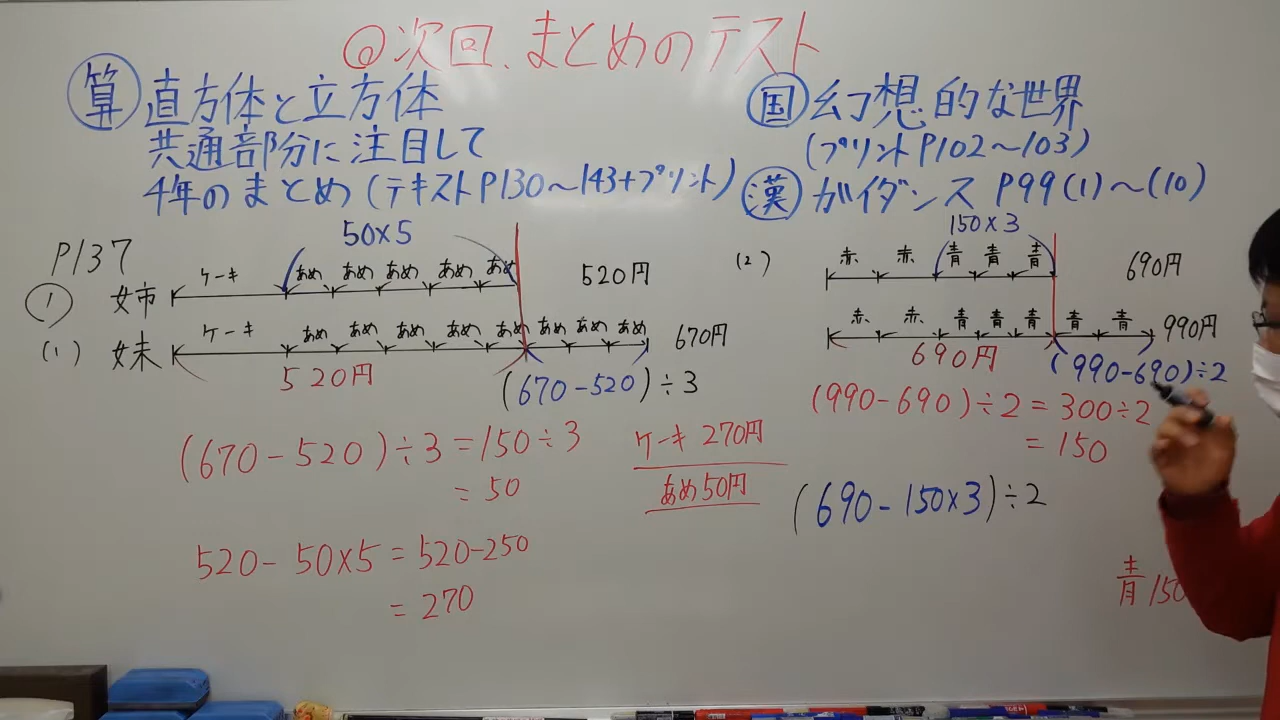 @次回、まとめのテスト
算 直方体と立方体
共通部分に注目して
4年のまとめ(テキストP130〜143+プリント)
国 幻想的な世界
(プリントP102〜103)
漢 ガイダンス P99(1)〜(10)
P137
50×5
① 姉 ケーキ あめ あめ あめ あめ あめ 520円
(1) 妹 ケーキ あめ あめ あめ あめ あめ あめ あめ あめ 670円
520円 (670-520)÷3
(670-520)÷3=150÷3
=50
520-50×5=520-250
=270
ケーキ 270円
あめ 50円
150×3
(2) 赤 赤 青 青 青 690円
赤 赤 青 青 青 青 青 990円
690円 (990-690)÷2
(990-690)÷2=300÷2
=150
(690-150×3)÷2
青150